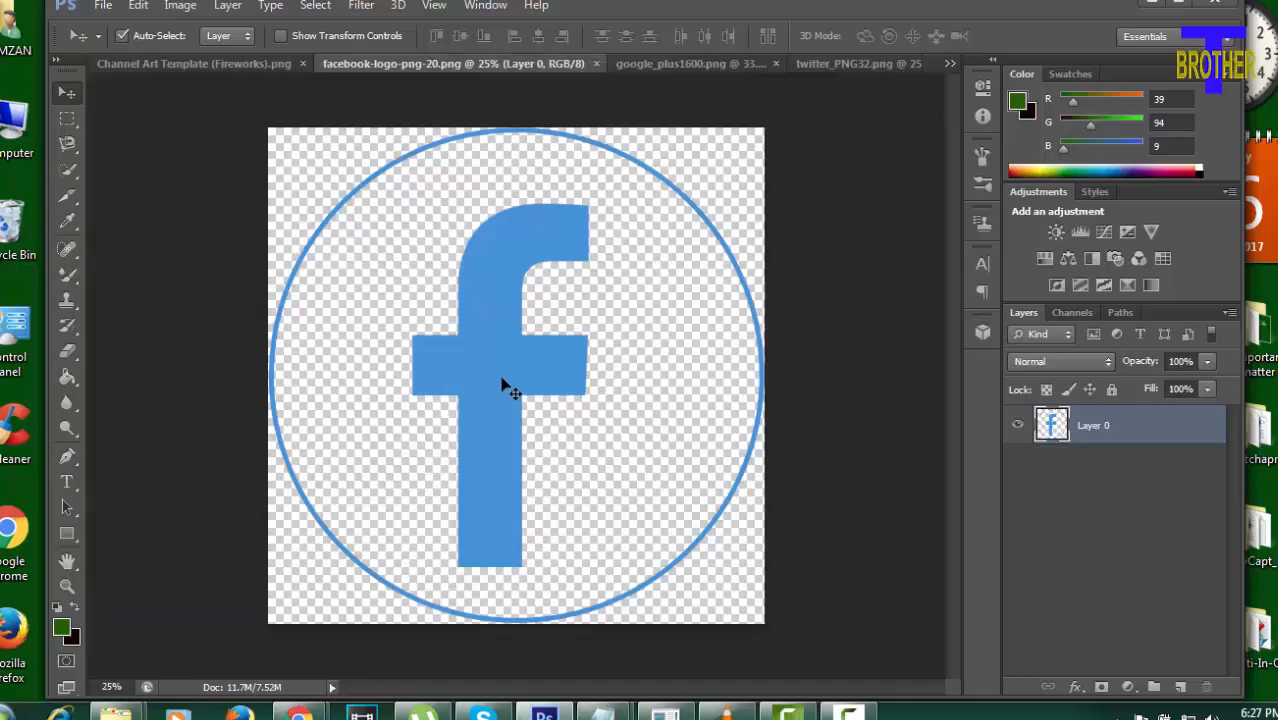 File Edit Image Layer Type Select Filter 3D View Window Help
Auto-Select: Layer Show Transform Controls 3D Mode: Essentials
T
BROTHER
Channel Art Template (Fireworks).png × facebook-logo-png-20.png @ 25% (Layer 0, RGB/8) × google_plus1600.png @ 33.... × twitter_PNG32.png @ 25
Color Swatches
R 39
G 94
B 9
Adjustments Styles
Add an adjustment
Layers Channels Paths
Kind
Normal Opacity: 100%
Lock: Fill: 100%
Layer 0
25% Doc: 11.7M/7.52M
6:27 PM
2017